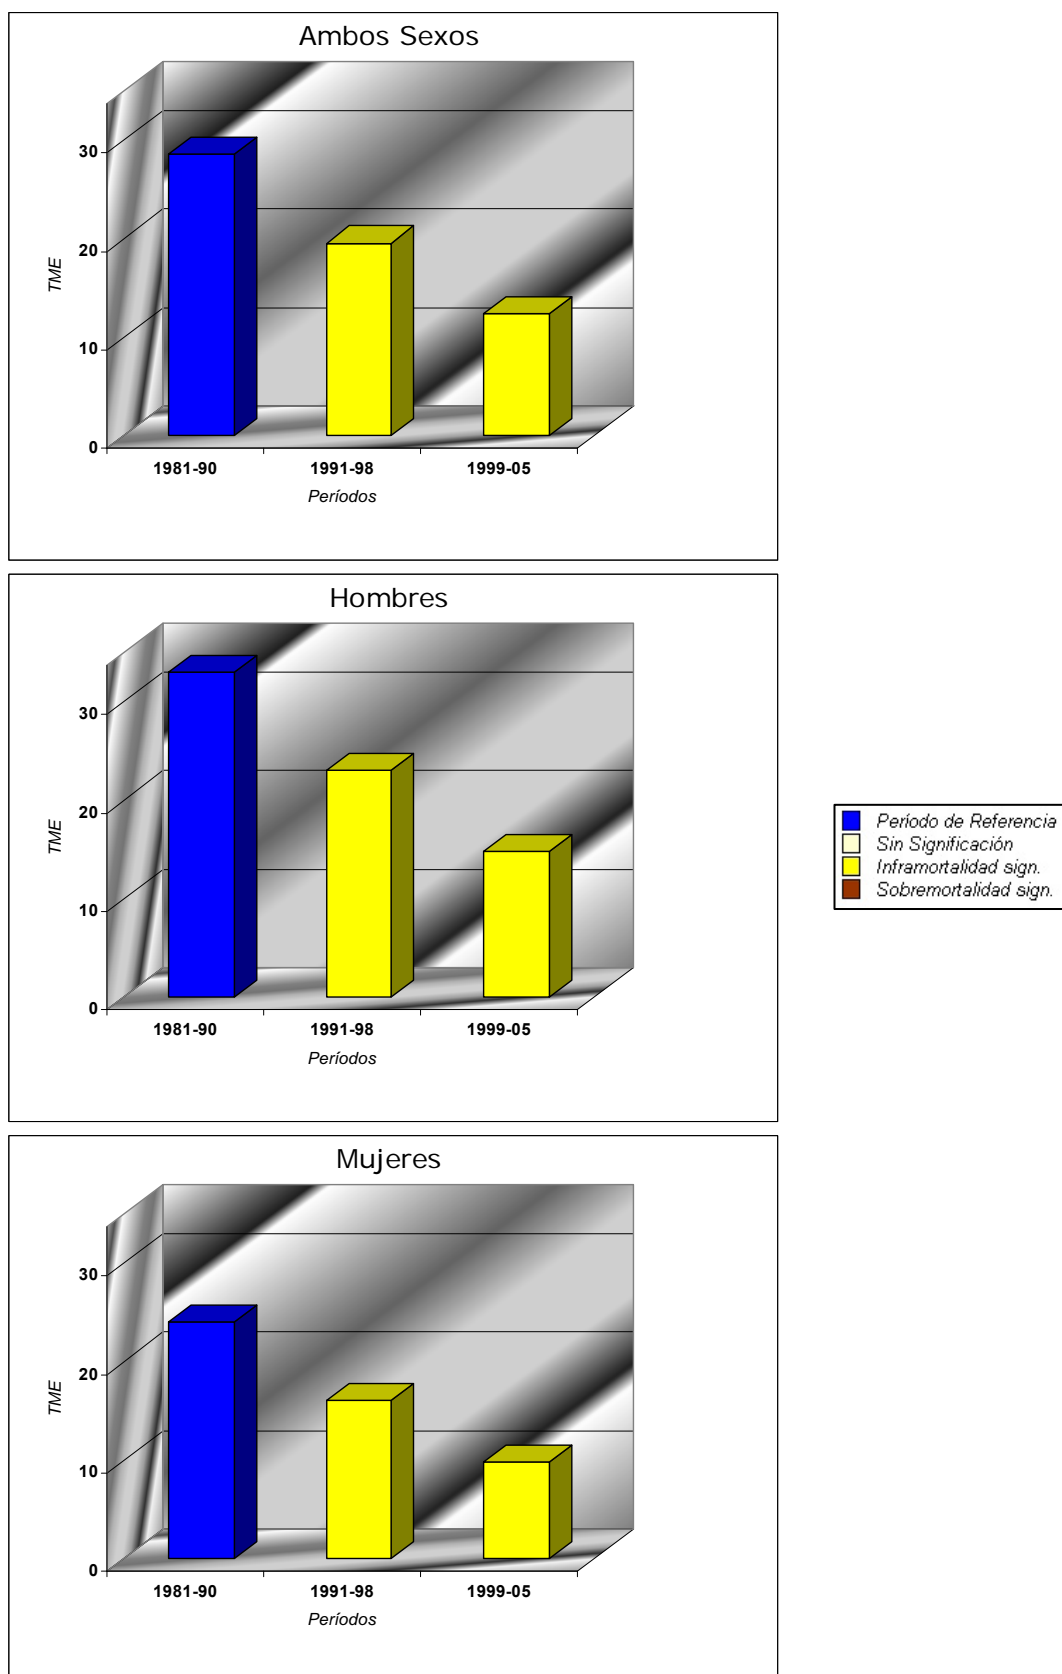 Ambos Sexos
30
20
10
0
TME
1981-90 1991-98 1999-05
Períodos
Hombres
30
20
10
0
TME
1981-90 1991-98 1999-05
Períodos
Período de Referencia
Sin Significación
Inframortalidad sign.
Sobremortalidad sign.
Mujeres
30
20
10
0
TME
1981-90 1991-98 1999-05
Períodos